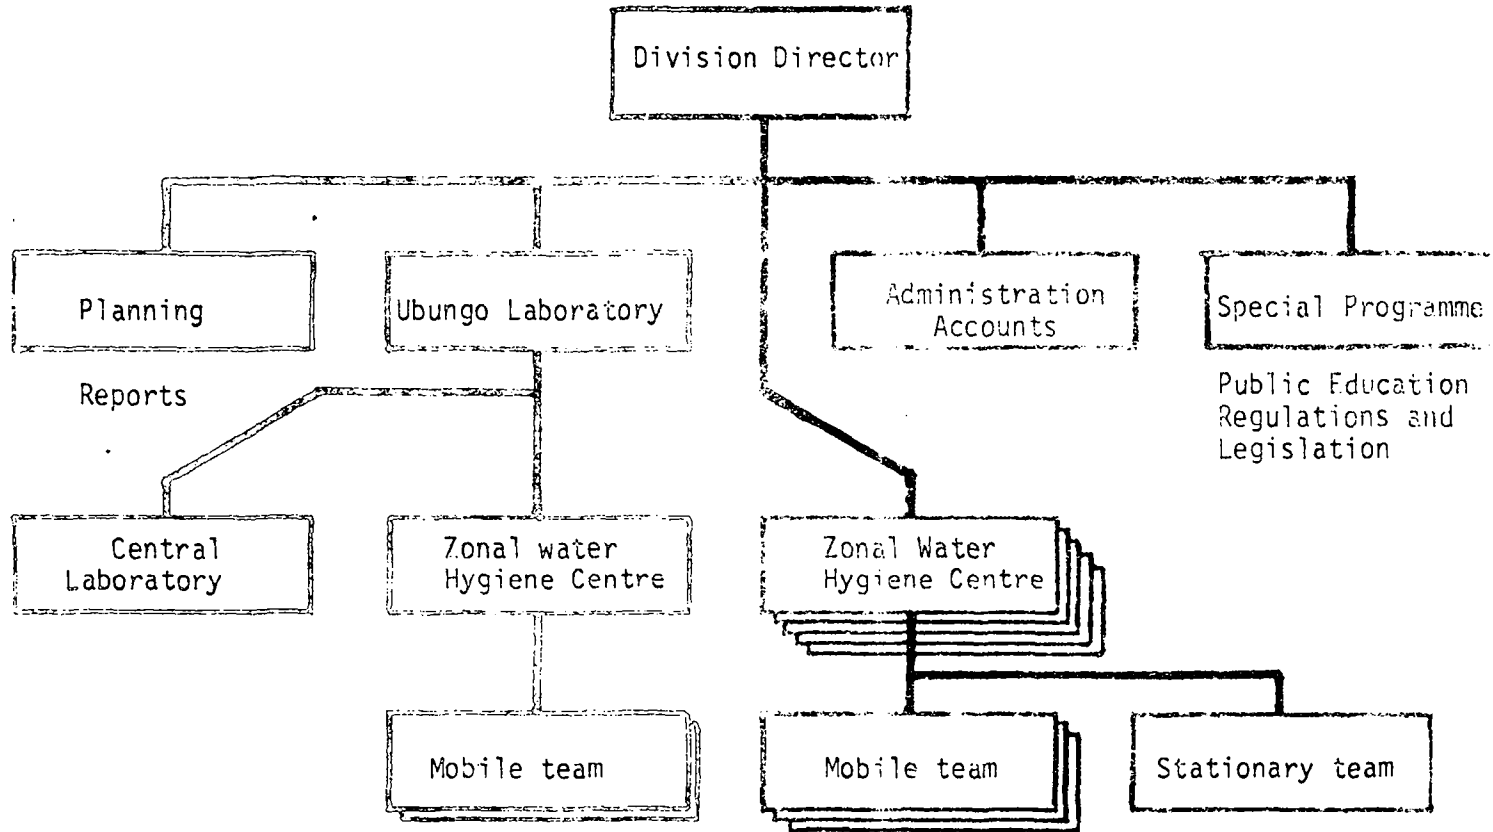 Division Director
Planning
Ubungo Laboratory
Administration
Accounts
Special Programme
Reports
Public Education
Regulations and
Legislation
Central
Laboratory
Zonal water
Hygiene Centre
Zonal Water
Hygiene Centre
Mobile team
Mobile team
Stationary team